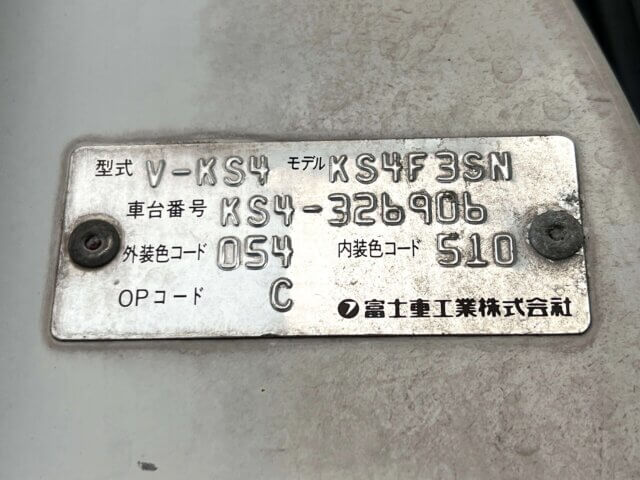 型式 V-KS4 モデル KS4F3SN
車台番号 KS4-326906
外装色コード 054 内装色コード 510
OPコード C ㋐富士重工業株式会社